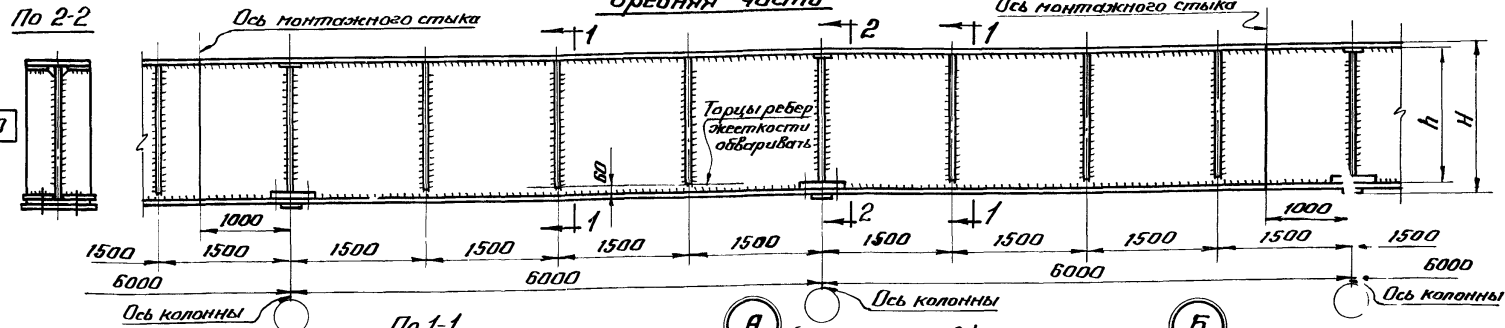 По 2-2
Ось монтажного стыка
Средняя часть
Ось монтажного стыка
1
2
1
Торцы ребер
жесткости
обваривать
60
h
H
1
2
1
1000
1000
1500 1500 1500 1500 1500 1500 1500 1500 1500 1500 1500
6000 6000 6000 6000
Ось колонны
Ось колонны
Ось колонны
По 1-1
А
Б